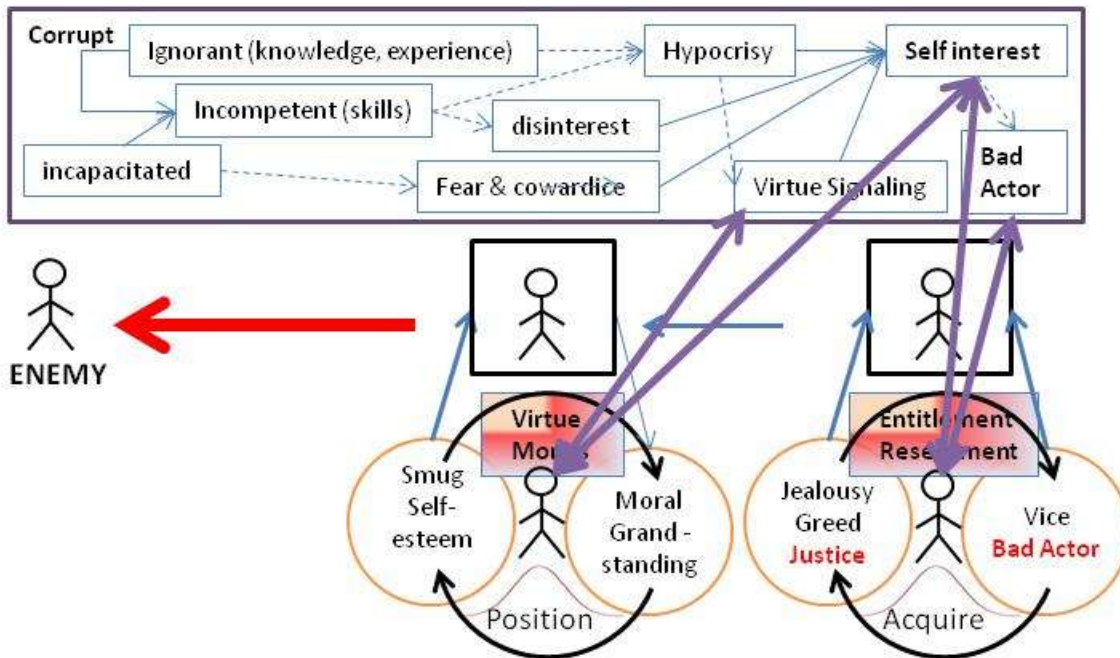 Corrupt
Ignorant (knowledge, experience)
Hypocrisy
Self interest
Incompetent (skills)
disinterest
incapacitated
Fear & cowardice
Virtue Signaling
Bad
Actor
ENEMY
Virtue
Smug
Self-
esteem
Moral
Grand -
standing
Position
Entitlement
Jealousy
Greed
Justice
Vice
Bad Actor
Acquire